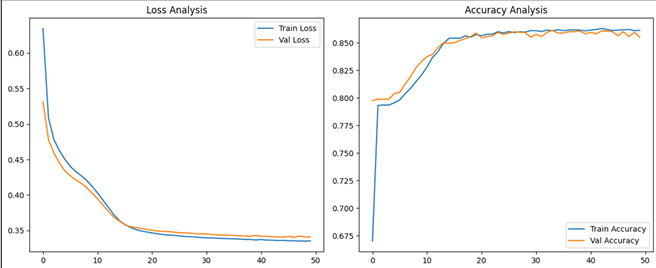 Loss Analysis
Train Loss
Val Loss
0.60
0.55
0.50
0.45
0.40
0.35
0 10 20 30 40 50
Accuracy Analysis
0.850
0.825
0.800
0.775
0.750
0.725
0.700
0.675
Train Accuracy
Val Accuracy
0 10 20 30 40 50